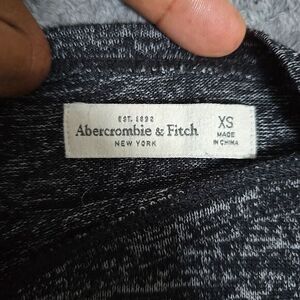 EST. 1892
Abercrombie & Fitch
NEW YORK
XS
MADE
IN CHINA